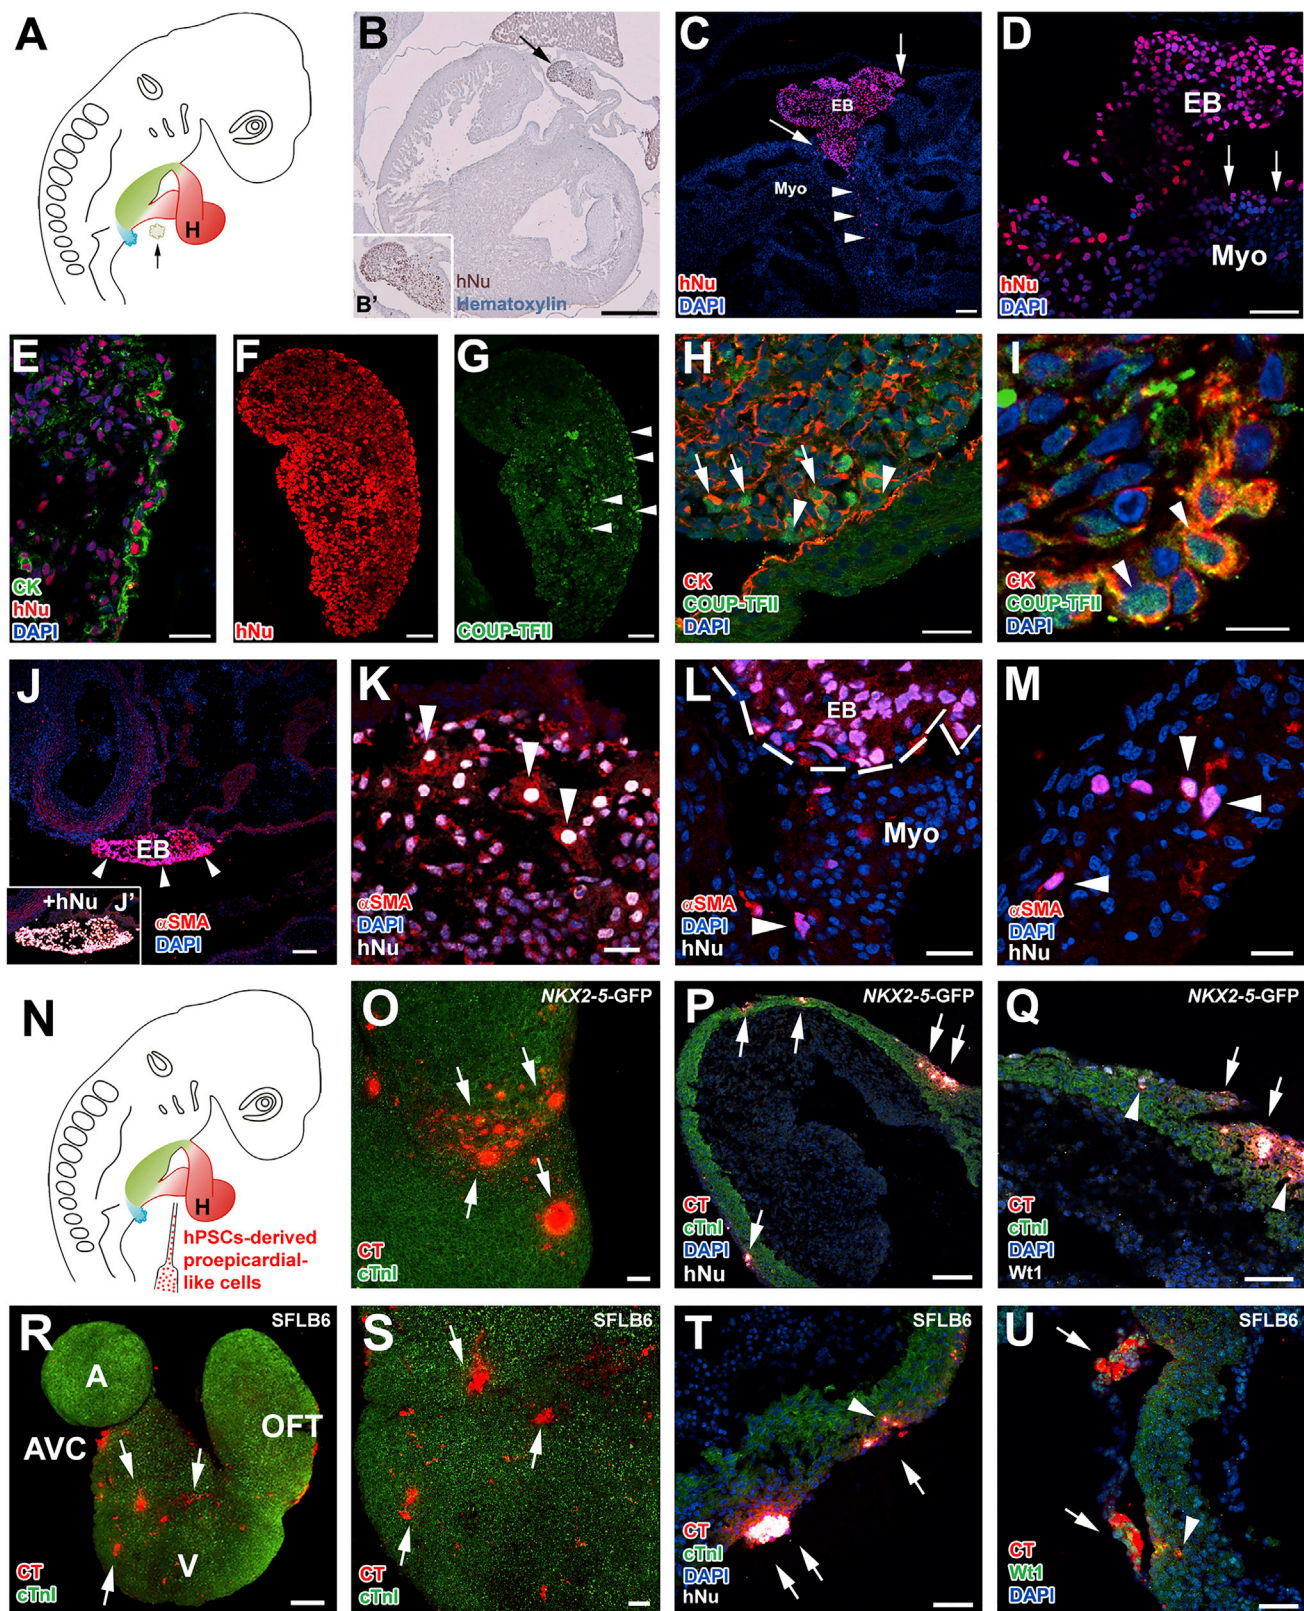 A
H
B
B'
hNu
Hematoxylin
C
EB
Myo
hNu
DAPI
D
EB
Myo
hNu
DAPI
E
CK
hNu
DAPI
F
hNu
G
COUP-TFII
H
CK
COUP-TFII
DAPI
I
CK
COUP-TFII
DAPI
J
EB
+hNu J'
αSMA
DAPI
K
αSMA
DAPI
hNu
L
EB
Myo
αSMA
DAPI
hNu
M
αSMA
DAPI
hNu
N
H
hPSCs-derived
proepicardial-
like cells
O
NKX2-5-GFP
CT
cTnI
P
NKX2-5-GFP
CT
cTnI
DAPI
hNu
Q
NKX2-5-GFP
CT
cTnI
DAPI
Wt1
R
SFLB6
A
OFT
AVC
V
CT
cTnI
S
SFLB6
CT
cTnI
T
SFLB6
CT
cTnI
DAPI
hNu
U
SFLB6
CT
Wt1
DAPI